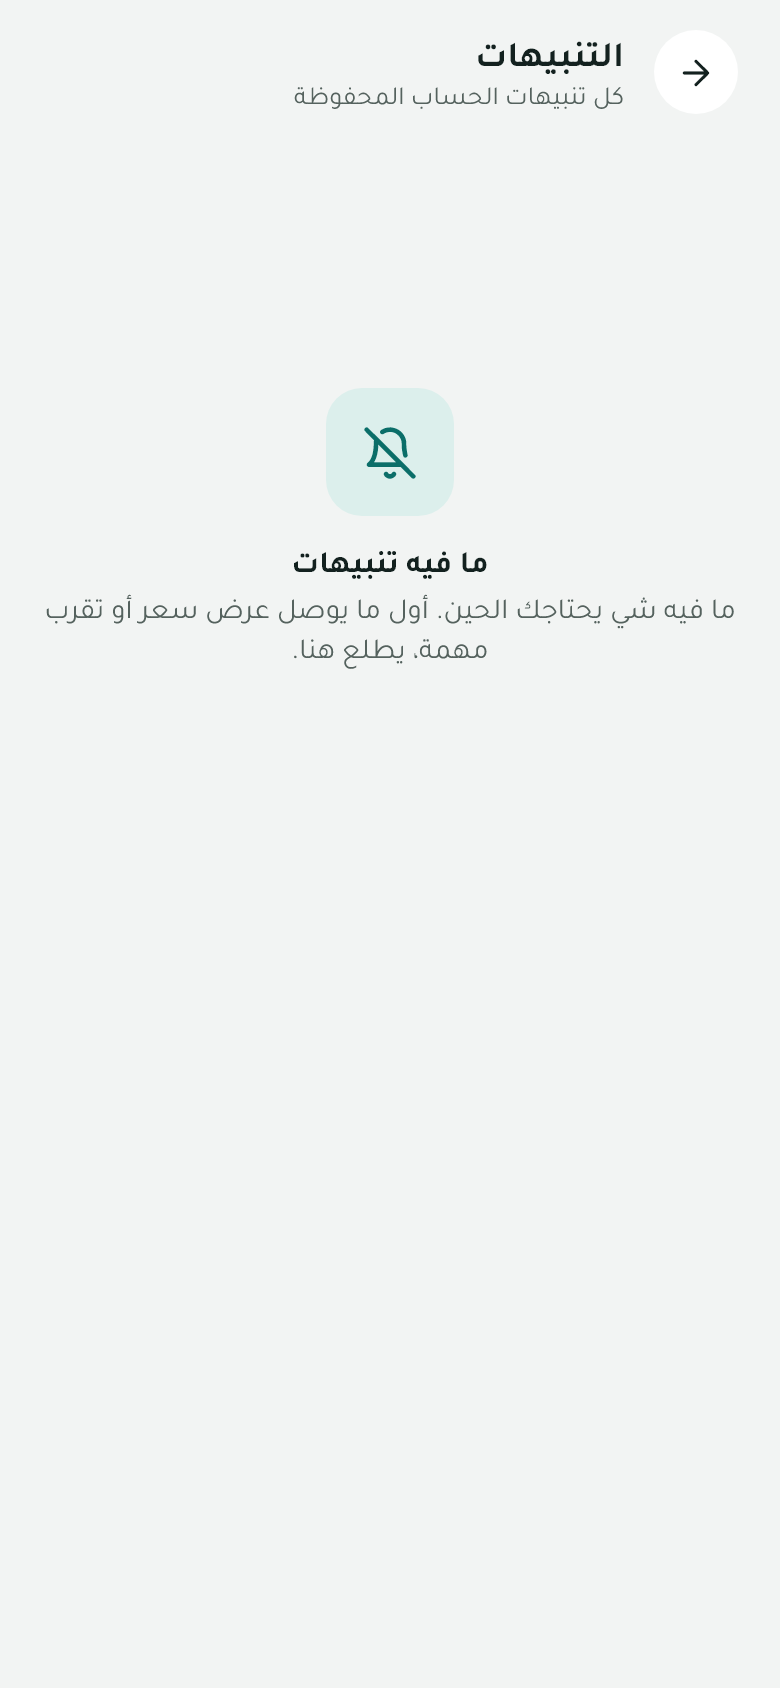 التنبيهات
كل تنبيهات الحساب المحفوظة
ما فيه تنبيهات
ما فيه شي يحتاجك الحين. أول ما يوصل عرض سعر أو تقرب
مهمة، يطلع هنا.